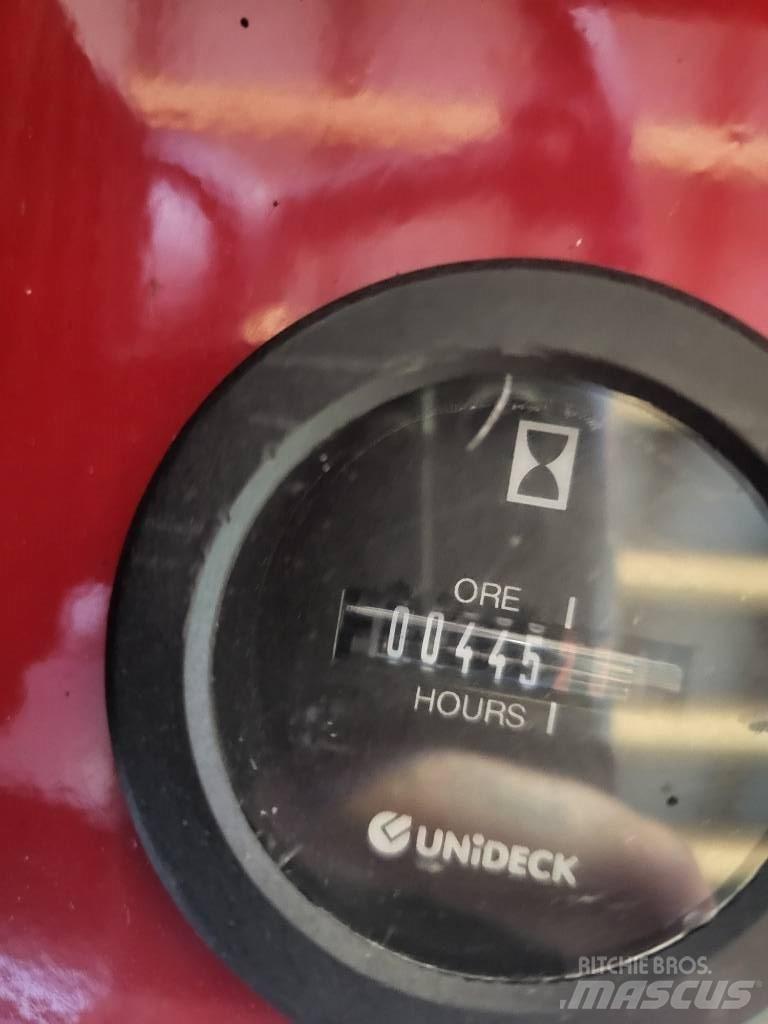 ORE
00445
HOURS
UNiDECK
RITCHIE BROS.
MASCUS